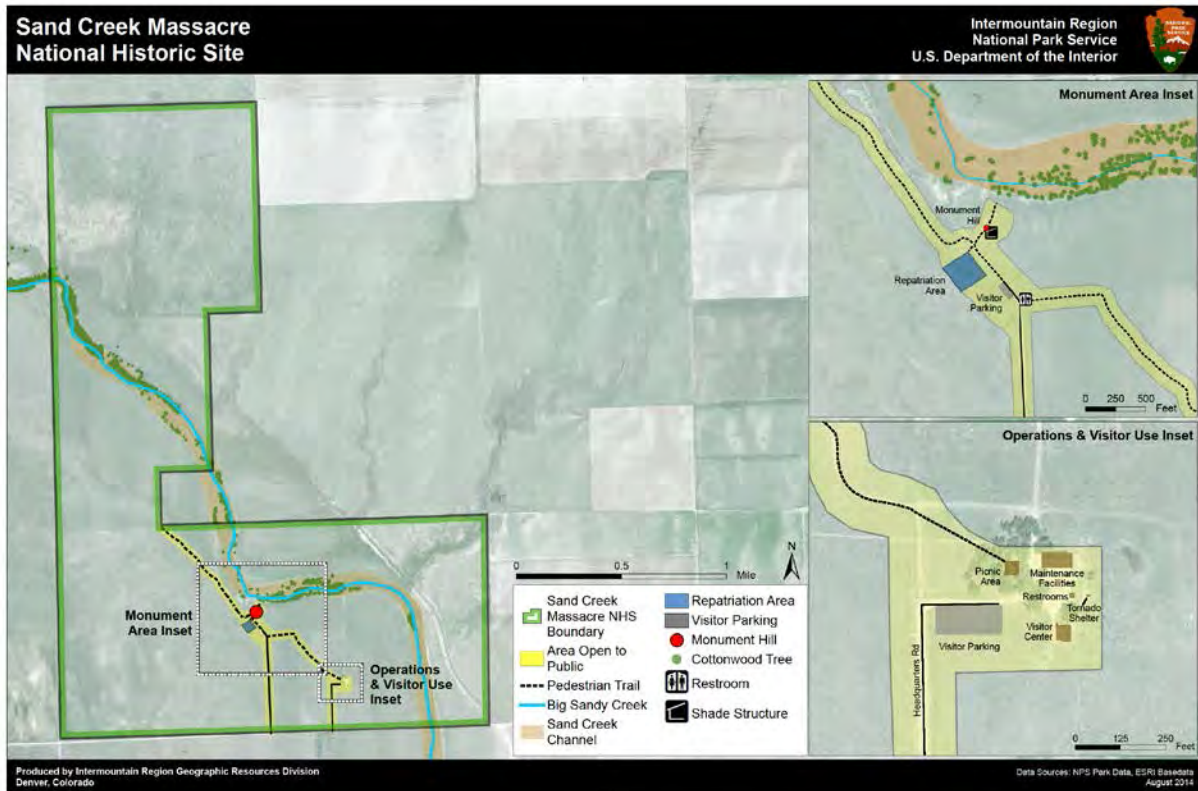 Sand Creek Massacre
National Historic Site
Intermountain Region
National Park Service
U.S. Department of the Interior
NATIONAL
PARK
SERVICE
Monument Area Inset
Monument
Hill
Repatriation
Area
Visitor
Parking
0 250 500
Feet
Operations & Visitor Use Inset
Picnic
Area
Maintenance
Facilities
Restrooms
Tornado
Shelter
Visitor
Center
Visitor Parking
Headquarters Rd
0 125 250
Feet
Monument
Area Inset
Operations
& Visitor Use
Inset
N
0 0.5 1
Mile
Sand Creek
Massacre NHS
Boundary
Area Open to
Public
Pedestrian Trail
Big Sandy Creek
Sand Creek
Channel
Repatriation Area
Visitor Parking
Monument Hill
Cottonwood Tree
Restroom
Shade Structure
Produced by Intermountain Region Geographic Resources Division
Denver, Colorado
Data Sources: NPS Park Data, ESRI Basedata
August 2014